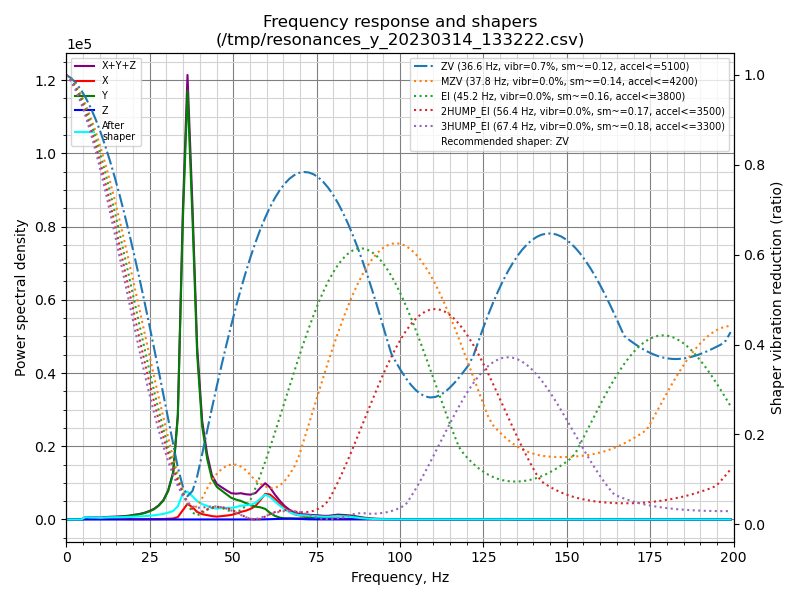 Frequency response and shapers
(/tmp/resonances_y_20230314_133222.csv)
1e5
X+Y+Z
X
Y
Z
After
shaper
ZV (36.6 Hz, vibr=0.7%, sm~=0.12, accel<=5100)
MZV (37.8 Hz, vibr=0.0%, sm~=0.14, accel<=4200)
EI (45.2 Hz, vibr=0.0%, sm~=0.16, accel<=3800)
2HUMP_EI (56.4 Hz, vibr=0.0%, sm~=0.17, accel<=3500)
3HUMP_EI (67.4 Hz, vibr=0.0%, sm~=0.18, accel<=3300)
Recommended shaper: ZV
Power spectral density
1.2
1.0
0.8
0.6
0.4
0.2
0.0
1.0
0.8
0.6
0.4
0.2
0.0
Shaper vibration reduction (ratio)
0 25 50 75 100 125 150 175 200
Frequency, Hz